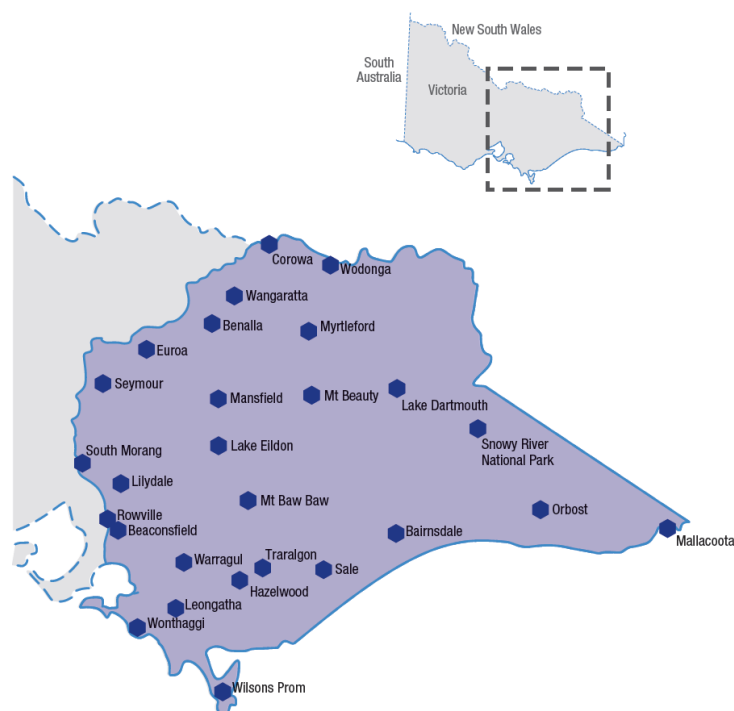 New South Wales
South
Australia
Victoria
Corowa
Wodonga
Wangaratta
Benalla
Myrtleford
Euroa
Seymour
Mansfield
Mt Beauty
Lake Dartmouth
Snowy River
National Park
South Morang
Lake Eildon
Lilydale
Mt Baw Baw
Orbost
Rowville
Beaconsfield
Bairnsdale
Mallacoota
Warragul
Traralgon
Sale
Hazelwood
Leongatha
Wonthaggi
Wilsons Prom